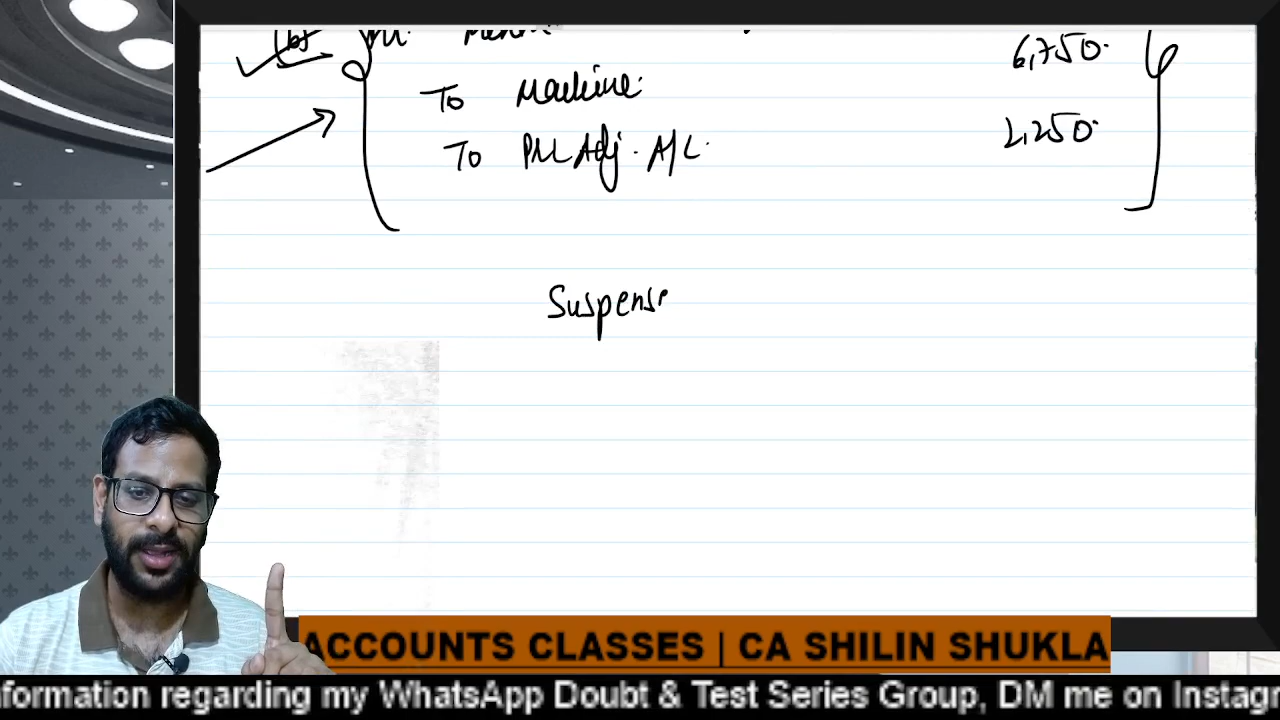 6,750.
To Machine.
2,250.
To P&L Adj. A/C.
Suspense
ACCOUNTS CLASSES | CA SHILIN SHUKLA
nformation regarding my WhatsApp Doubt & Test Series Group, DM me on Instagr